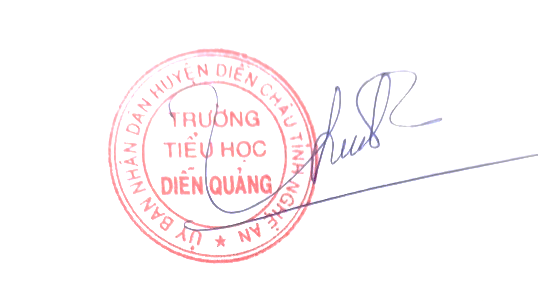 ỦY BAN NHÂN DÂN HUYỆN DIỄN CHÂU TỈNH NGHỆ AN ★
TRƯỜNG
TIỂU HỌC
DIỄN QUẢNG